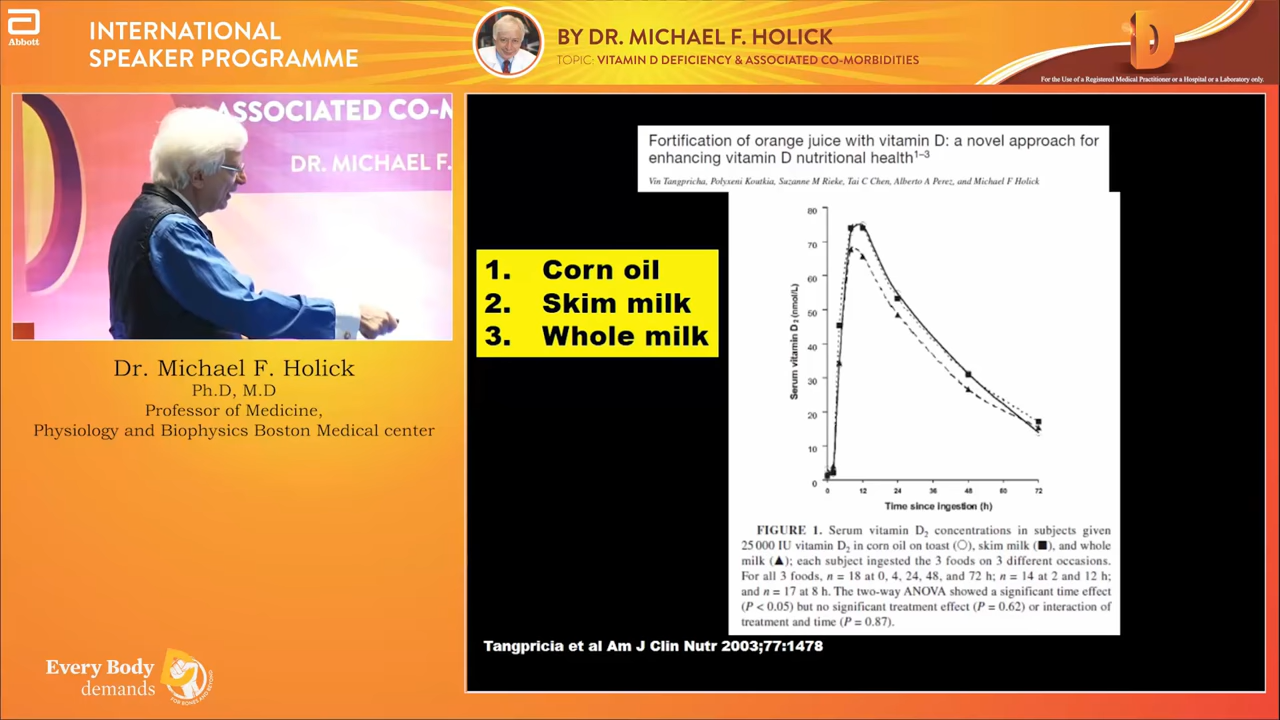 Abbott
INTERNATIONAL
SPEAKER PROGRAMME
BY DR. MICHAEL F. HOLICK
TOPIC: VITAMIN D DEFICIENCY & ASSOCIATED CO-MORBIDITIES
D
For the Use of a Registered Medical Practitioner or a Hospital or a Laboratory only.
ASSOCIATED CO-M
DR. MICHAEL F.
Dr. Michael F. Holick
Ph.D, M.D
Professor of Medicine,
Physiology and Biophysics Boston Medical center
Every Body
demands
D
FOR BONES AND BEYOND
Fortification of orange juice with vitamin D: a novel approach for
enhancing vitamin D nutritional health1–3
Vin Tangpricha, Polyxeni Koutkia, Suzanne M Rieke, Tai C Chen, Alberto A Perez, and Michael F Holick
1. Corn oil
2. Skim milk
3. Whole milk
80
70
60
50
40
30
20
10
0
Serum vitamin D2 (nmol/L)
0 12 24 36 48 60 72
Time since ingestion (h)
FIGURE 1. Serum vitamin D2 concentrations in subjects given
25 000 IU vitamin D2 in corn oil on toast (○), skim milk (■), and whole
milk (▲); each subject ingested the 3 foods on 3 different occasions.
For all 3 foods, n = 18 at 0, 4, 24, 48, and 72 h; n = 14 at 2 and 12 h;
and n = 17 at 8 h. The two-way ANOVA showed a significant time effect
(P < 0.05) but no significant treatment effect (P = 0.62) or interaction of
treatment and time (P = 0.87).
Tangpricia et al Am J Clin Nutr 2003;77:1478